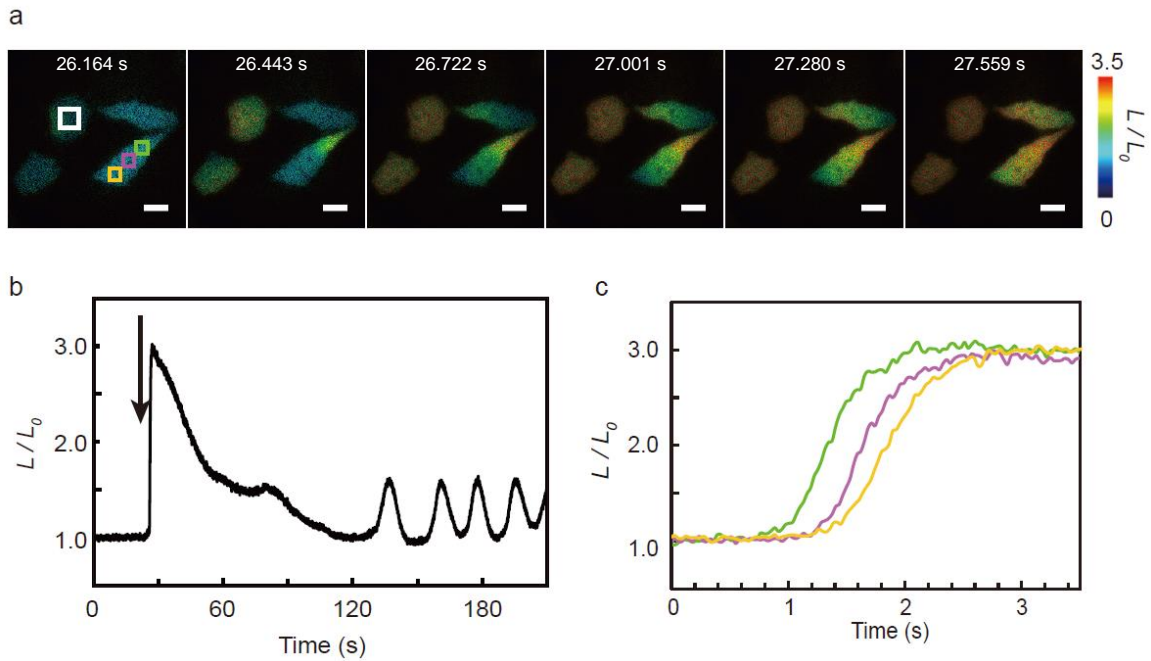 a
26.164 s 26.443 s 26.722 s 27.001 s 27.280 s 27.559 s
3.5
L / L0
0
b
3.0
2.0
1.0
L / L0
0 60 120 180
Time (s)
c
3.0
2.0
1.0
L / L0
0 1 2 3
Time (s)